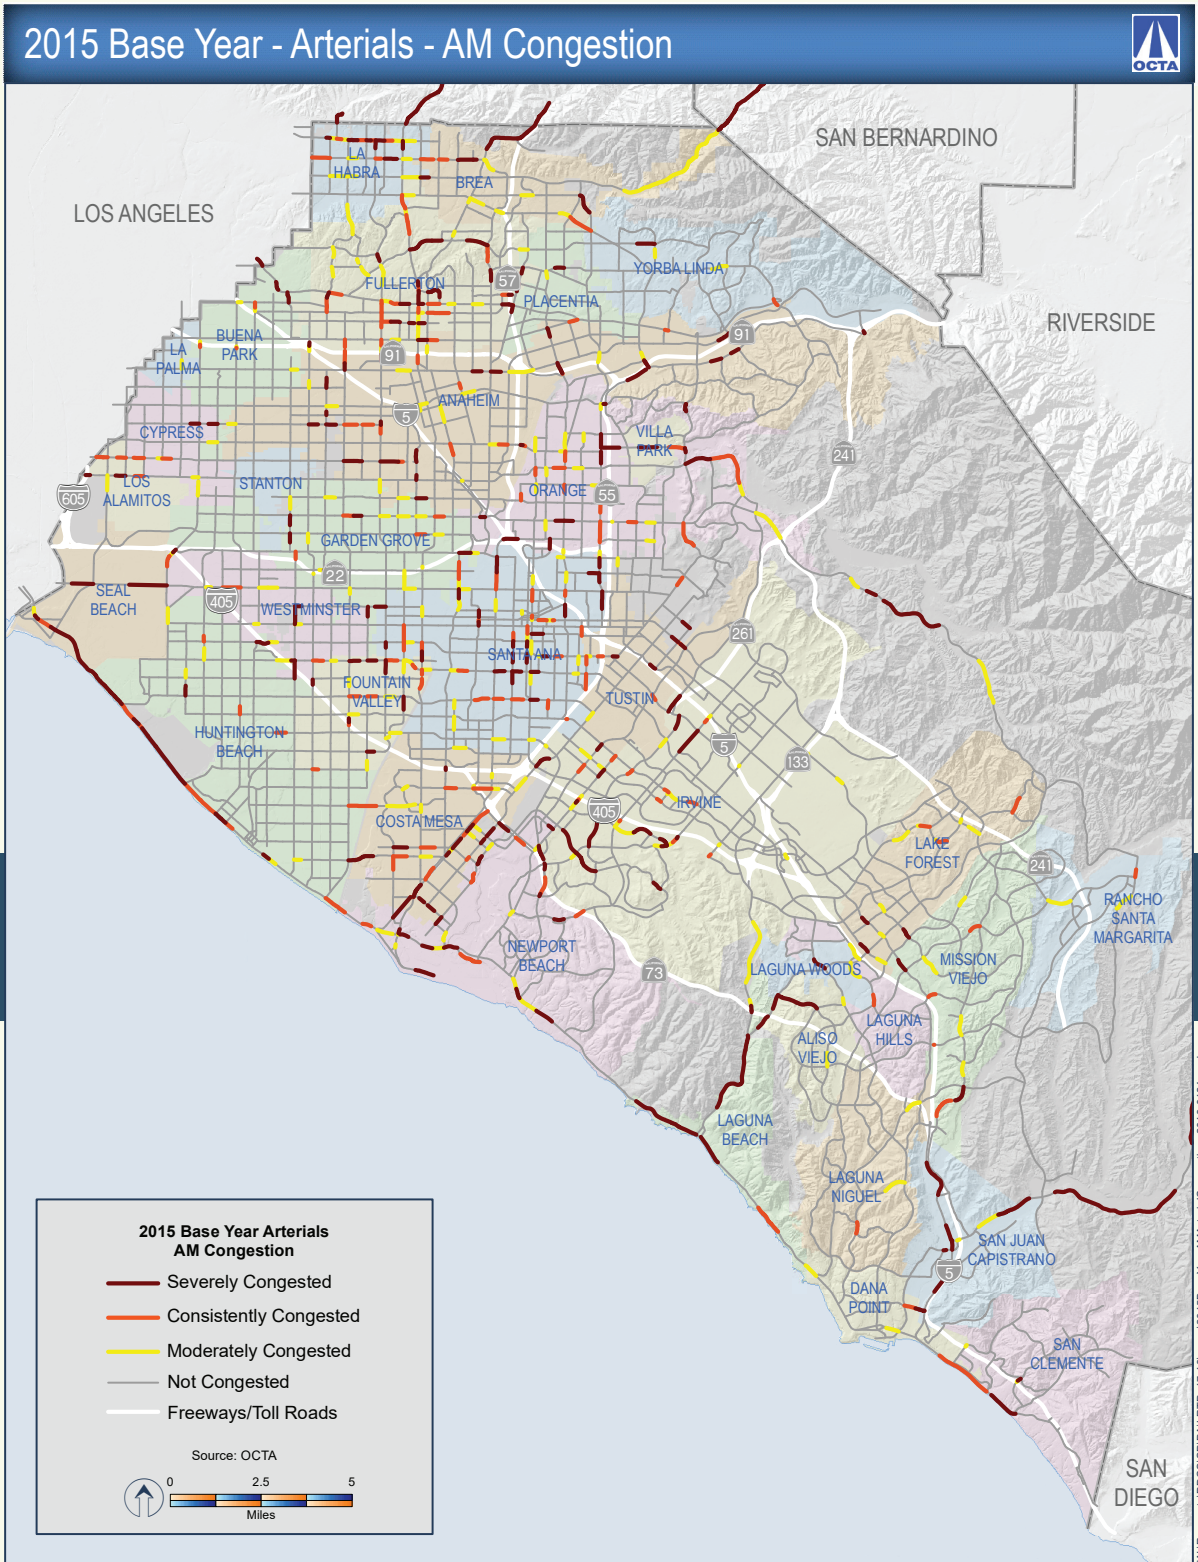 2015 Base Year - Arterials - AM Congestion
OCTA
SAN BERNARDINO
LOS ANGELES
LA
HABRA
BREA
YORBA LINDA
FULLERTON
57
PLACENTIA
RIVERSIDE
BUENA
PARK
91
LA
PALMA
91
ANAHEIM
5
CYPRESS
VILLA
PARK
241
LOS
ALAMITOS
STANTON
ORANGE
55
605
GARDEN GROVE
22
SEAL
BEACH
405
WESTMINSTER
261
SANTA ANA
FOUNTAIN
VALLEY
TUSTIN
HUNTINGTON
BEACH
5
133
IRVINE
405
COSTA MESA
LAKE
FOREST
241
RANCHO
SANTA
MARGARITA
NEWPORT
BEACH
73
LAGUNA WOODS
MISSION
VIEJO
LAGUNA
HILLS
ALISO
VIEJO
LAGUNA
BEACH
LAGUNA
NIGUEL
SAN JUAN
CAPISTRANO
5
DANA
POINT
SAN
CLEMENTE
SAN
DIEGO
2015 Base Year Arterials
AM Congestion
Severely Congested
Consistently Congested
Moderately Congested
Not Congested
Freeways/Toll Roads
Source: OCTA
0 2.5 5
Miles